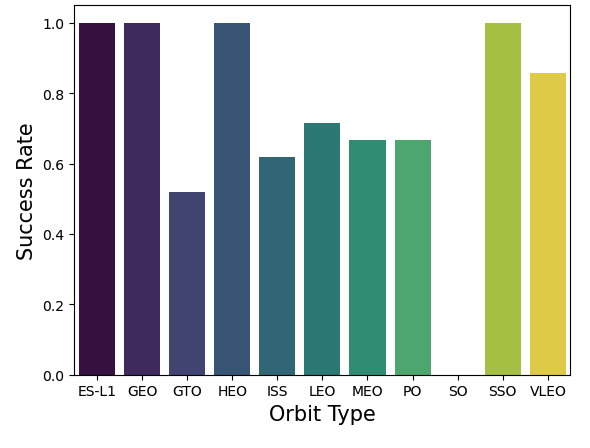 1.0
0.8
0.6
0.4
0.2
0.0
Success Rate
ES-L1 GEO GTO HEO ISS LEO MEO PO SO SSO VLEO
Orbit Type